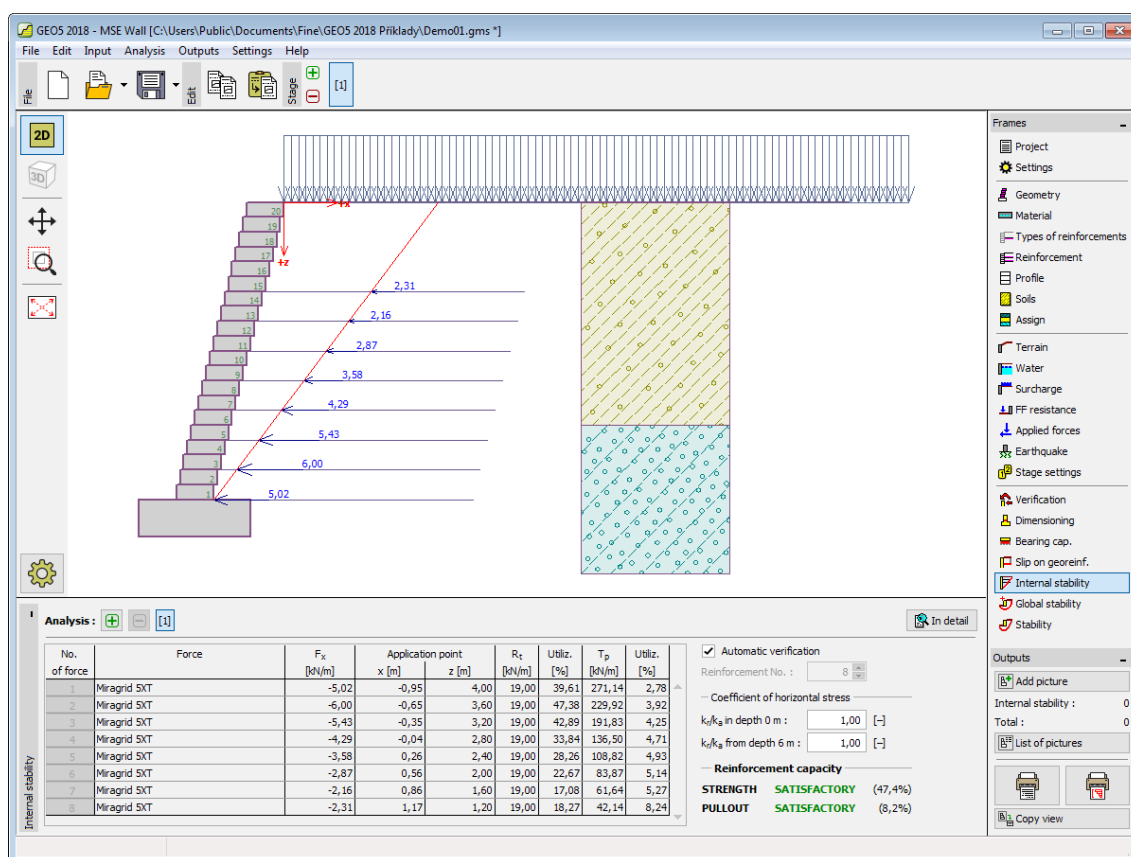 GEO5 2018 - MSE Wall [C:\Users\Public\Documents\Fine\GEO5 2018 Příklady\Demo01.gms *]
File Edit Input Analysis Outputs Settings Help
File Edit Stage [1]
2D
3D
+x
+z
20
19
18
17
16
15
14
13
12
11
10
9
8
7
6
5
4
3
2
1
2,31
2,16
2,87
3,58
4,29
5,43
6,00
5,02
Frames
Project
Settings
Geometry
Material
Types of reinforcements
Reinforcement
Profile
Soils
Assign
Terrain
Water
Surcharge
FF resistance
Applied forces
Earthquake
Stage settings
Verification
Dimensioning
Bearing cap.
Slip on georeinf.
Internal stability
Global stability
Stability
Outputs
Add picture
Internal stability : 0
Total : 0
List of pictures
Copy view
Internal stability
Analysis : [1] In detail
No. Force Fx Application point Rt Utiliz. Tp Utiliz.
of force [kN/m] x [m] z [m] [kN/m] [%] [kN/m] [%]
1 Miragrid 5XT -5,02 -0,95 4,00 19,00 39,61 271,14 2,78
2 Miragrid 5XT -6,00 -0,65 3,60 19,00 47,38 229,92 3,92
3 Miragrid 5XT -5,43 -0,35 3,20 19,00 42,89 191,83 4,25
4 Miragrid 5XT -4,29 -0,04 2,80 19,00 33,84 136,50 4,71
5 Miragrid 5XT -3,58 0,26 2,40 19,00 28,26 108,82 4,93
6 Miragrid 5XT -2,87 0,56 2,00 19,00 22,67 83,87 5,14
7 Miragrid 5XT -2,16 0,86 1,60 19,00 17,08 61,64 5,27
8 Miragrid 5XT -2,31 1,17 1,20 19,00 18,27 42,14 8,24
Automatic verification
Reinforcement No. : 8
Coefficient of horizontal stress
kr/ka in depth 0 m : 1,00 [–]
kr/ka from depth 6 m : 1,00 [–]
Reinforcement capacity
STRENGTH SATISFACTORY (47,4%)
PULLOUT SATISFACTORY (8,2%)